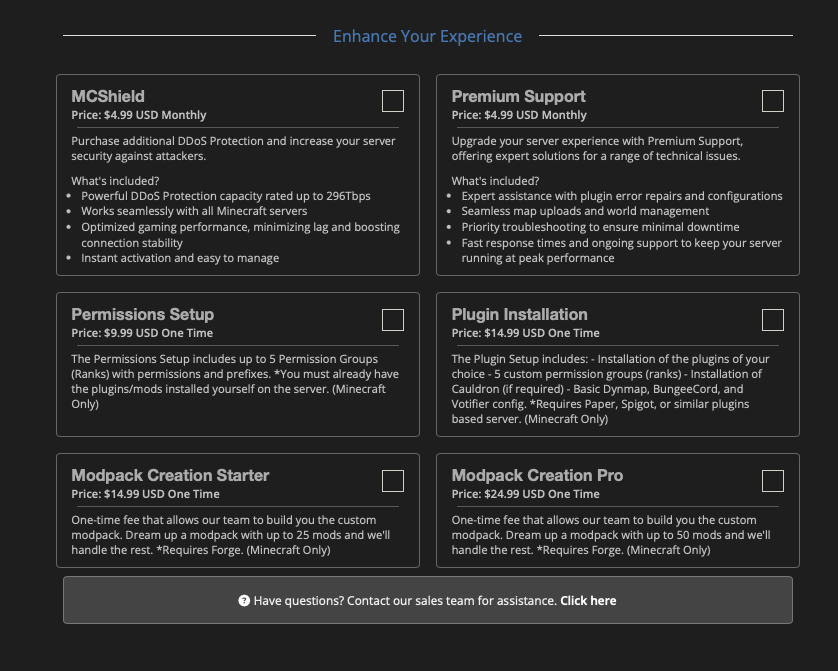 Enhance Your Experience
MCShield
Price: $4.99 USD Monthly
Purchase additional DDoS Protection and increase your server
security against attackers.
What's included?
• Powerful DDoS Protection capacity rated up to 296Tbps
• Works seamlessly with all Minecraft servers
• Optimized gaming performance, minimizing lag and boosting
connection stability
• Instant activation and easy to manage
Premium Support
Price: $4.99 USD Monthly
Upgrade your server experience with Premium Support,
offering expert solutions for a range of technical issues.
What's included?
• Expert assistance with plugin error repairs and configurations
• Seamless map uploads and world management
• Priority troubleshooting to ensure minimal downtime
• Fast response times and ongoing support to keep your server
running at peak performance
Permissions Setup
Price: $9.99 USD One Time
The Permissions Setup includes up to 5 Permission Groups
(Ranks) with permissions and prefixes. *You must already have
the plugins/mods installed yourself on the server. (Minecraft
Only)
Plugin Installation
Price: $14.99 USD One Time
The Plugin Setup includes: - Installation of the plugins of your
choice - 5 custom permission groups (ranks) - Installation of
Cauldron (if required) - Basic Dynmap, BungeeCord, and
Votifier config. *Requires Paper, Spigot, or similar plugins
based server. (Minecraft Only)
Modpack Creation Starter
Price: $14.99 USD One Time
One-time fee that allows our team to build you the custom
modpack. Dream up a modpack with up to 25 mods and we'll
handle the rest. *Requires Forge. (Minecraft Only)
Modpack Creation Pro
Price: $24.99 USD One Time
One-time fee that allows our team to build you the custom
modpack. Dream up a modpack with up to 50 mods and we'll
handle the rest. *Requires Forge. (Minecraft Only)
? Have questions? Contact our sales team for assistance. Click here